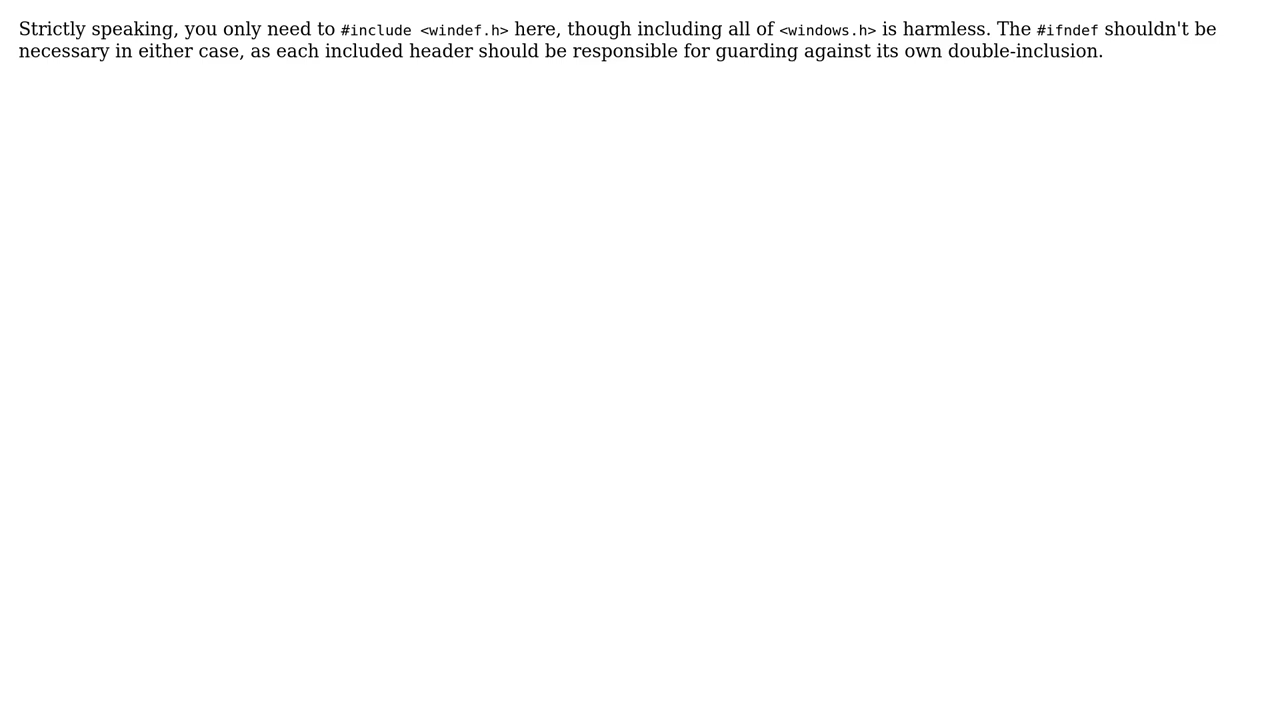 Strictly speaking, you only need to #include <windef.h> here, though including all of <windows.h> is harmless. The #ifndef shouldn't be
necessary in either case, as each included header should be responsible for guarding against its own double-inclusion.